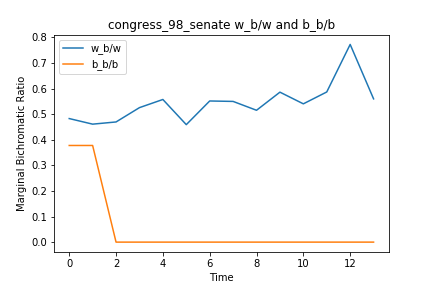 congress_98_senate w_b/w and b_b/b
w_b/w
b_b/b
Marginal Bichromatic Ratio
0.8
0.7
0.6
0.5
0.4
0.3
0.2
0.1
0.0
0 2 4 6 8 10 12
Time